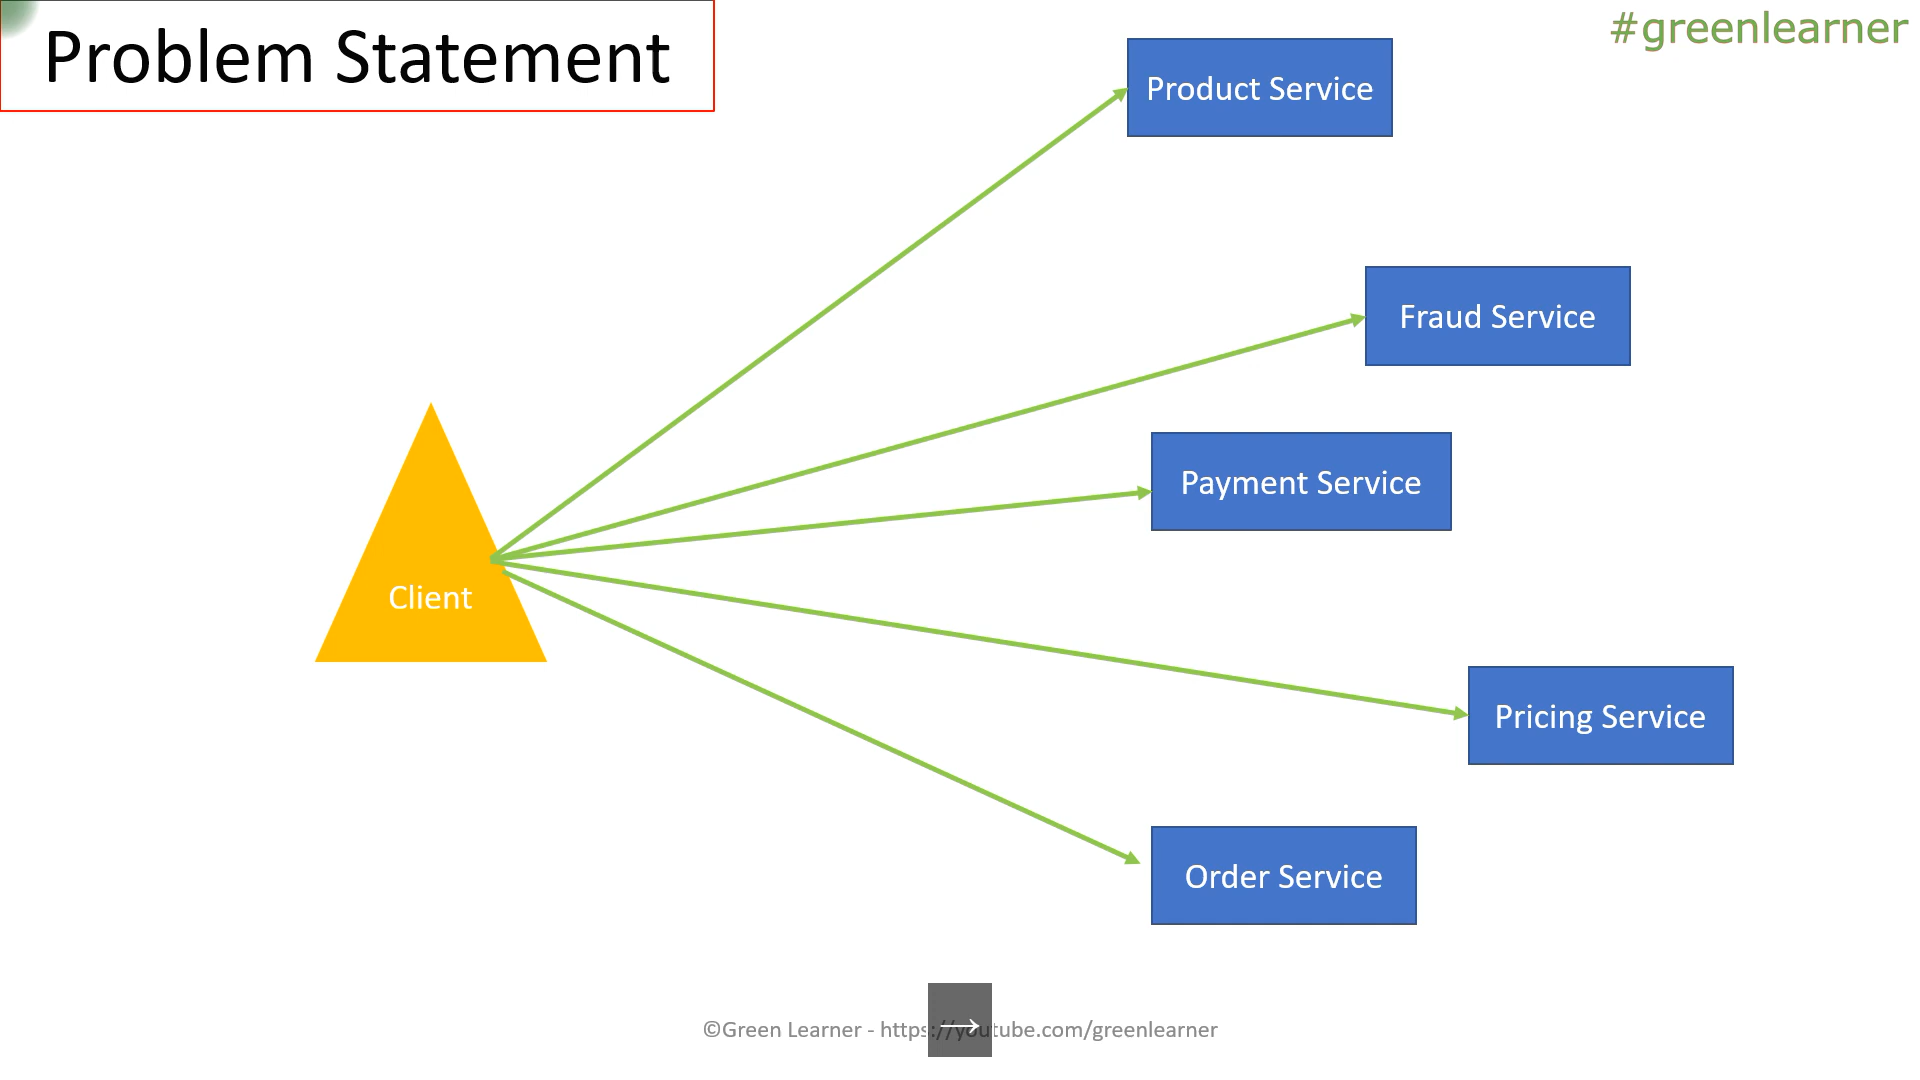 Problem Statement
#greenlearner
Product Service
Fraud Service
Payment Service
Client
Pricing Service
Order Service
©Green Learner - https://youtube.com/greenlearner